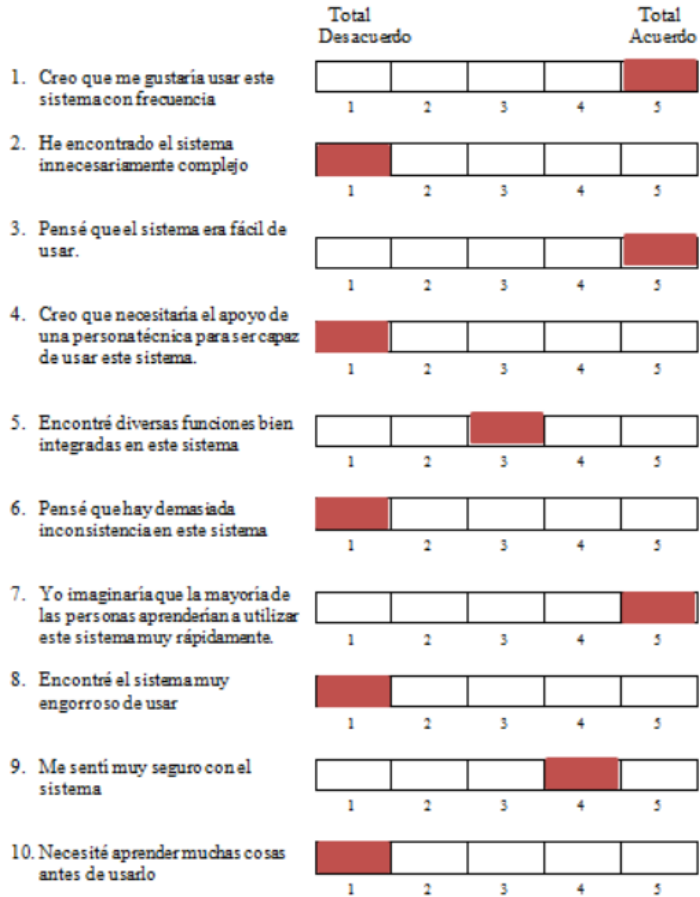 Total
Desacuerdo
Total
Acuerdo
1. Creo que me gustaría usar este
sistema con frecuencia
1 2 3 4 5
2. He encontrado el sistema
innecesariamente complejo
1 2 3 4 5
3. Pensé que el sistema era fácil de
usar.
1 2 3 4 5
4. Creo que necesitaría el apoyo de
una persona técnica para ser capaz
de usar este sistema.
1 2 3 4 5
5. Encontré diversas funciones bien
integradas en este sistema
1 2 3 4 5
6. Pensé que hay demasiada
inconsistencia en este sistema
1 2 3 4 5
7. Yo imaginaría que la mayoría de
las personas aprenderían a utilizar
este sistema muy rápidamente.
1 2 3 4 5
8. Encontré el sistema muy
engorroso de usar
1 2 3 4 5
9. Me sentí muy seguro con el
sistema
1 2 3 4 5
10. Necesité aprender muchas cosas
antes de usarlo
1 2 3 4 5